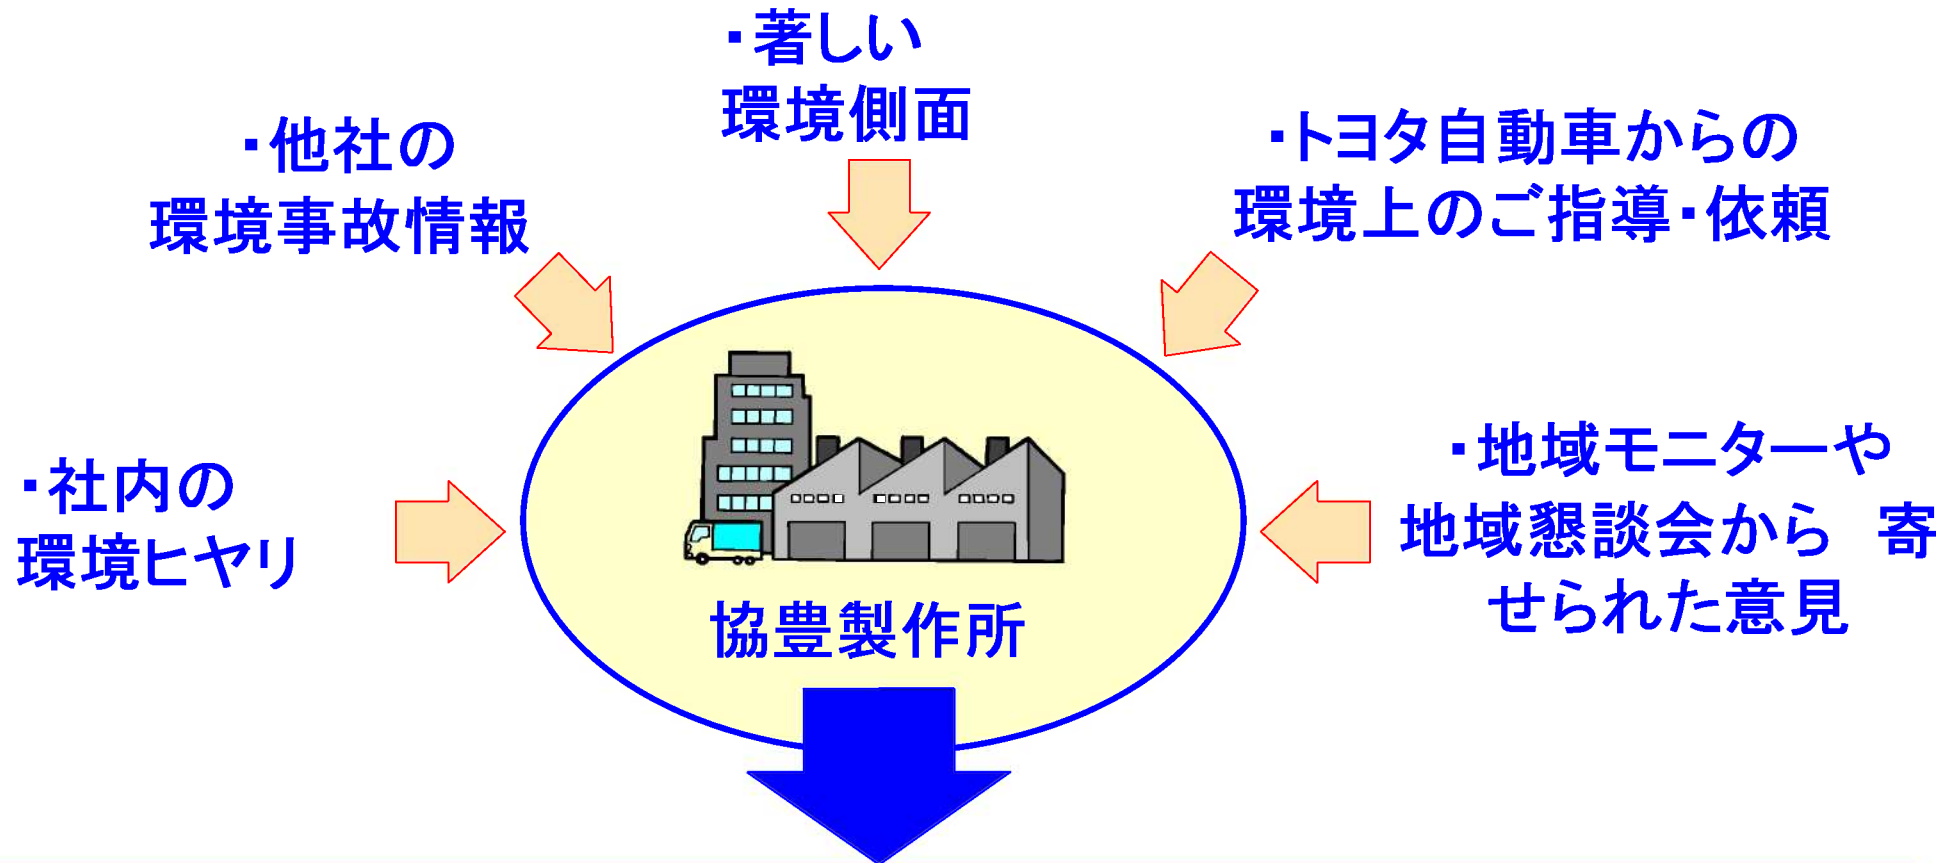 ・著しい
環境側面
・他社の
環境事故情報
・トヨタ自動車からの
環境上のご指導・依頼
・社内の
環境ヒヤリ
・地域モニターや
地域懇談会から　寄
せられた意見
協豊製作所